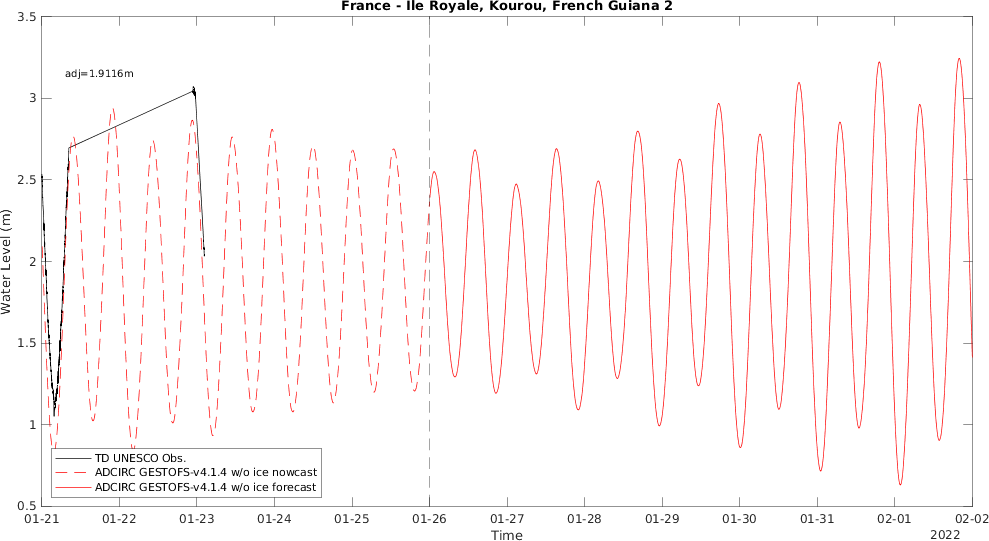 France - Ile Royale, Kourou, French Guiana 2
3.5
3
2.5
2
1.5
1
0.5
Water Level (m)
adj=1.9116m
TD UNESCO Obs.
ADCIRC GESTOFS-v4.1.4 w/o ice nowcast
ADCIRC GESTOFS-v4.1.4 w/o ice forecast
01-21 01-22 01-23 01-24 01-25 01-26 01-27 01-28 01-29 01-30 01-31 02-01 02-02
Time
2022